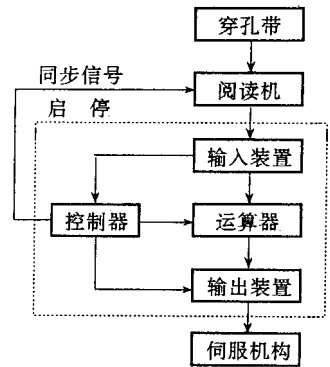 穿孔带
同步信号
阅读机
启 停
输入装置
控制器
运算器
输出装置
伺服机构